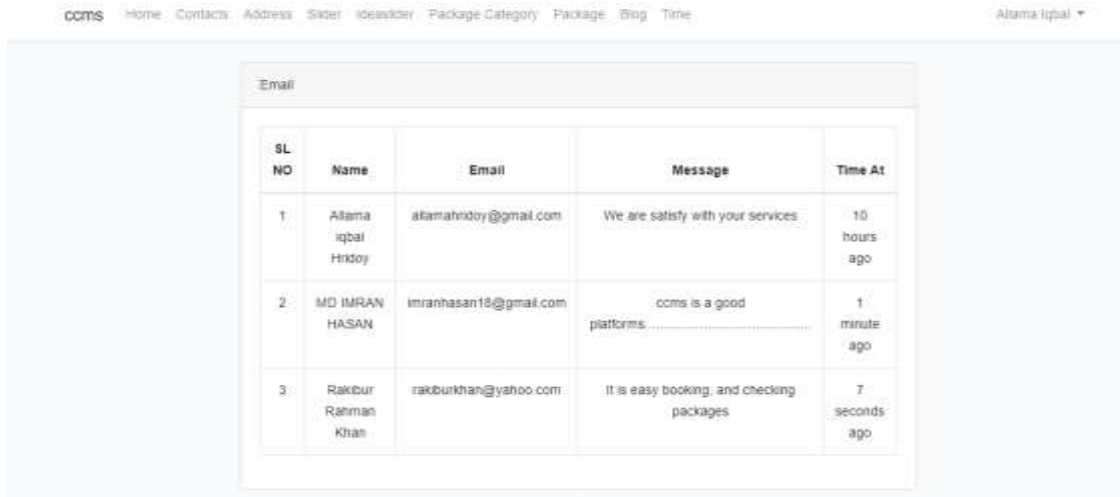 ccms Home Contacts Address Slider Ideaslider Package Category Package Blog Time Allama Iqbal
Email
SL NO Name Email Message Time At
1 Allama Iqbal Hridoy allamahridoy@gmail.com We are satisfy with your services 10 hours ago
2 MD IMRAN HASAN imranhasan18@gmail.com ccms is a good platforms............................................ 1 minute ago
3 Rakibur Rahman Khan rakiburkhan@yahoo.com It is easy booking, and checking packages 7 seconds ago